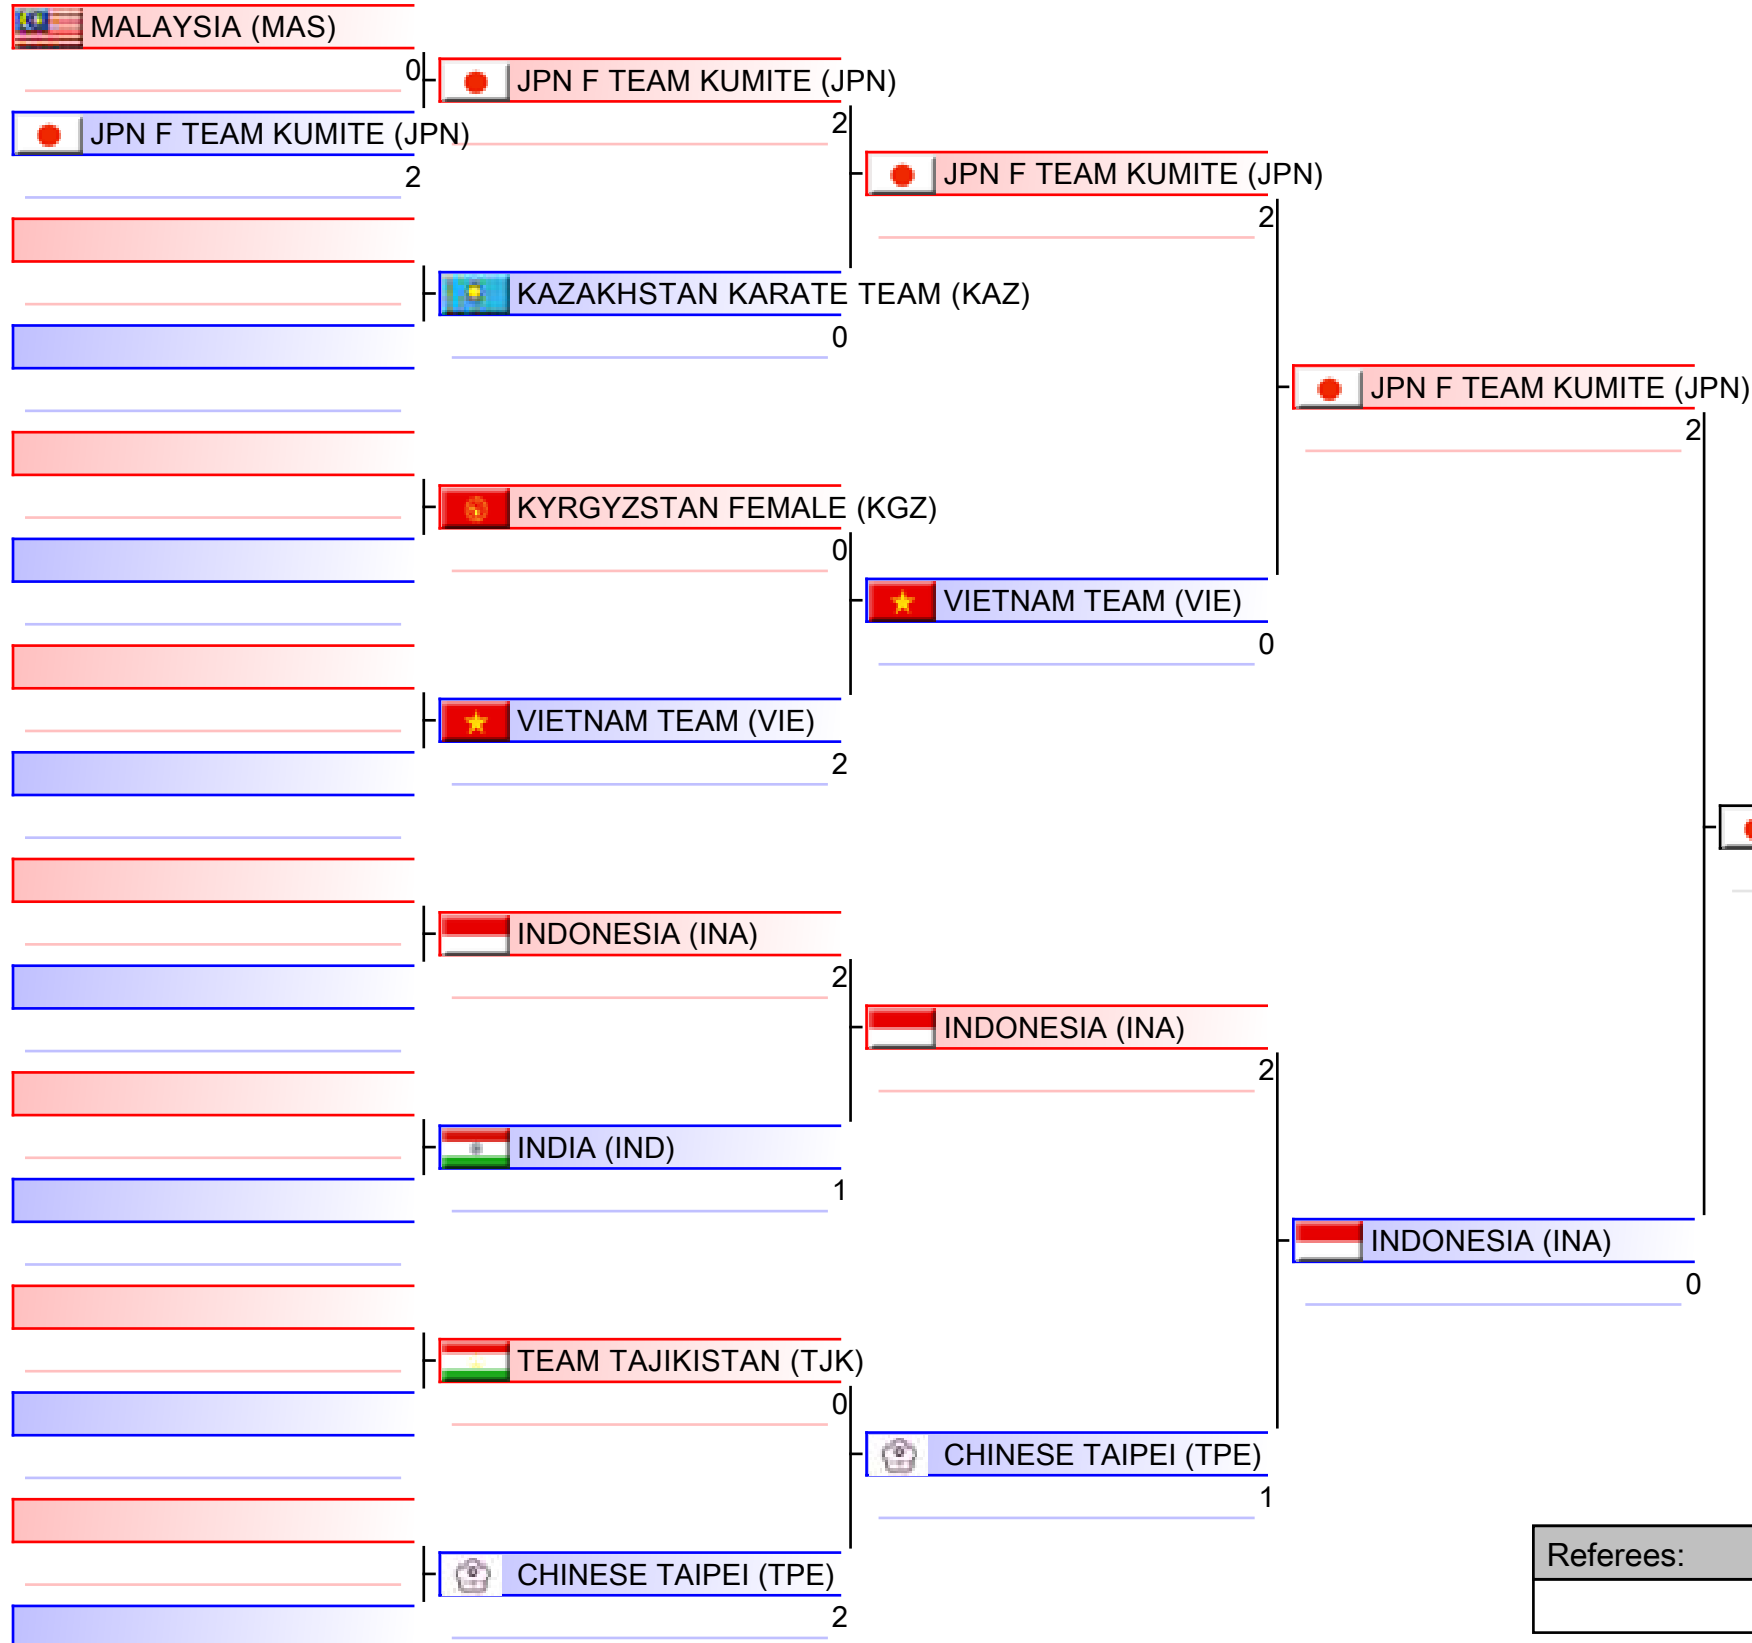 MALAYSIA (MAS)
0
JPN F TEAM KUMITE (JPN)
2
JPN F TEAM KUMITE (JPN)
2
KAZAKHSTAN KARATE TEAM (KAZ)
0
KYRGYZSTAN FEMALE (KGZ)
0
VIETNAM TEAM (VIE)
2
INDONESIA (INA)
2
INDIA (IND)
1
TEAM TAJIKISTAN (TJK)
0
CHINESE TAIPEI (TPE)
2
JPN F TEAM KUMITE (JPN)
2
VIETNAM TEAM (VIE)
0
INDONESIA (INA)
2
CHINESE TAIPEI (TPE)
1
JPN F TEAM KUMITE (JPN)
2
INDONESIA (INA)
0
Referees: